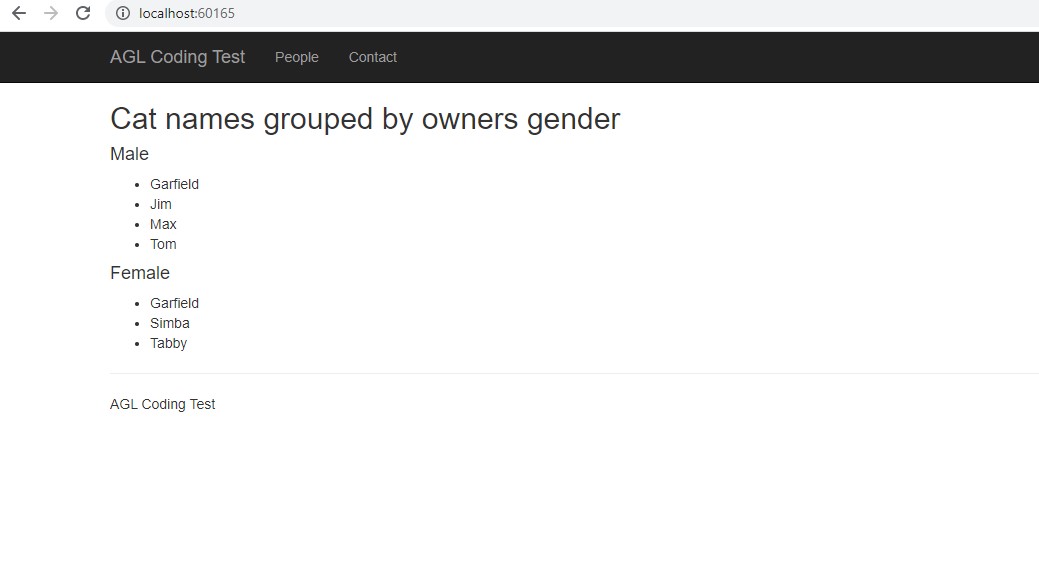 localhost:60165
AGL Coding Test People Contact
Cat names grouped by owners gender
Male
Garfield
Jim
Max
Tom
Female
Garfield
Simba
Tabby
AGL Coding Test